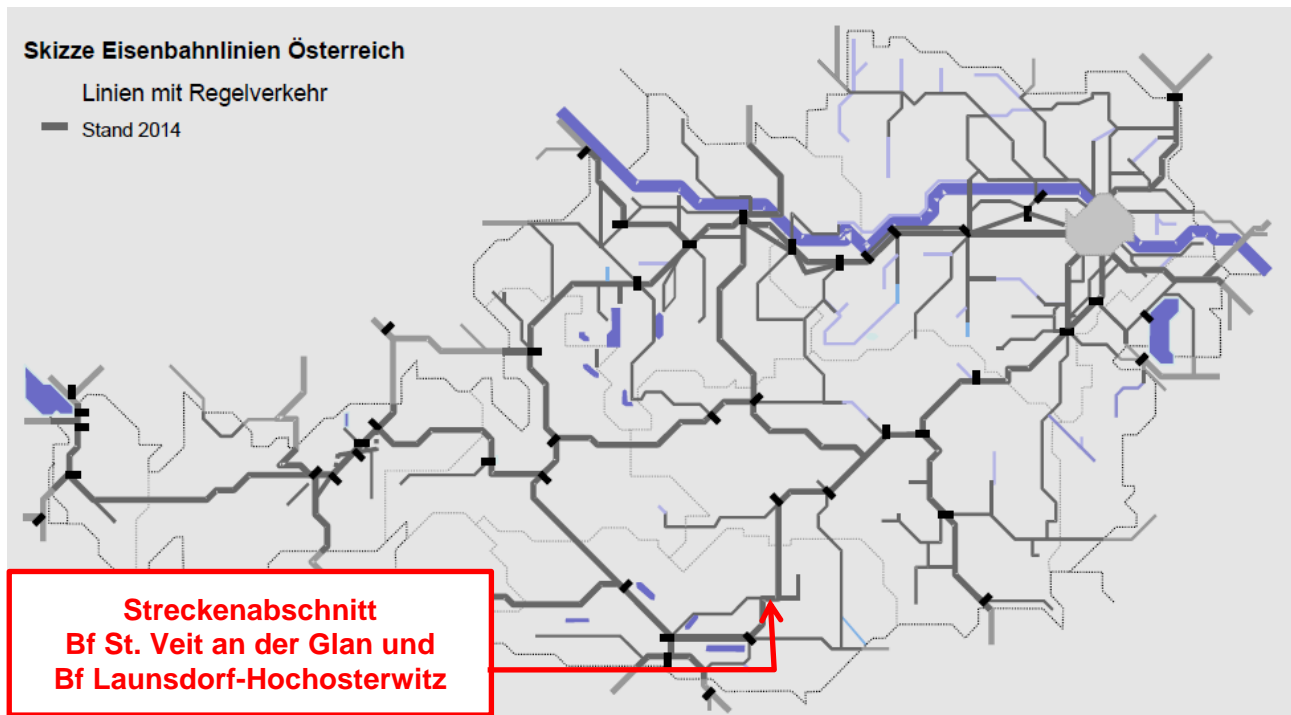 Skizze Eisenbahnlinien Österreich
Linien mit Regelverkehr
Stand 2014
Streckenabschnitt
Bf St. Veit an der Glan und
Bf Launsdorf-Hochosterwitz